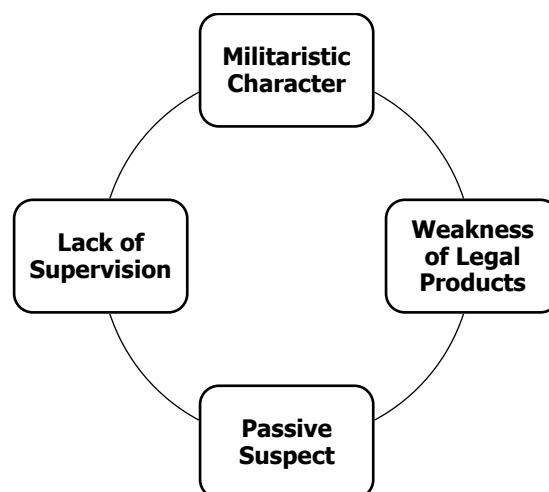 Militaristic
Character
Lack of
Supervision
Weakness
of Legal
Products
Passive
Suspect